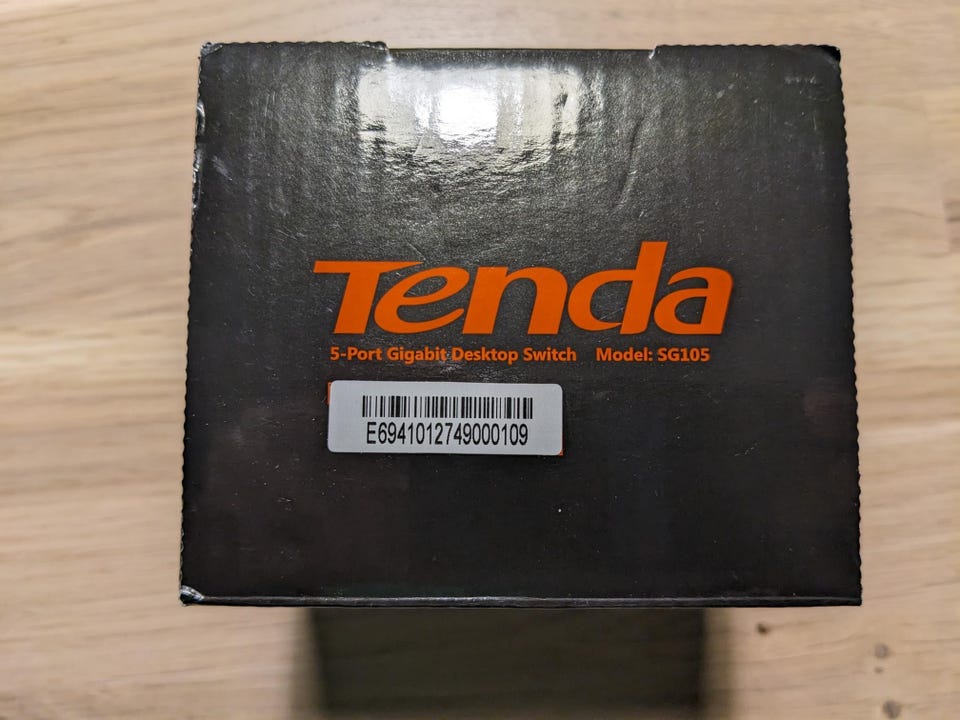 Tenda
5-Port Gigabit Desktop Switch Model: SG105
E6941012749000109